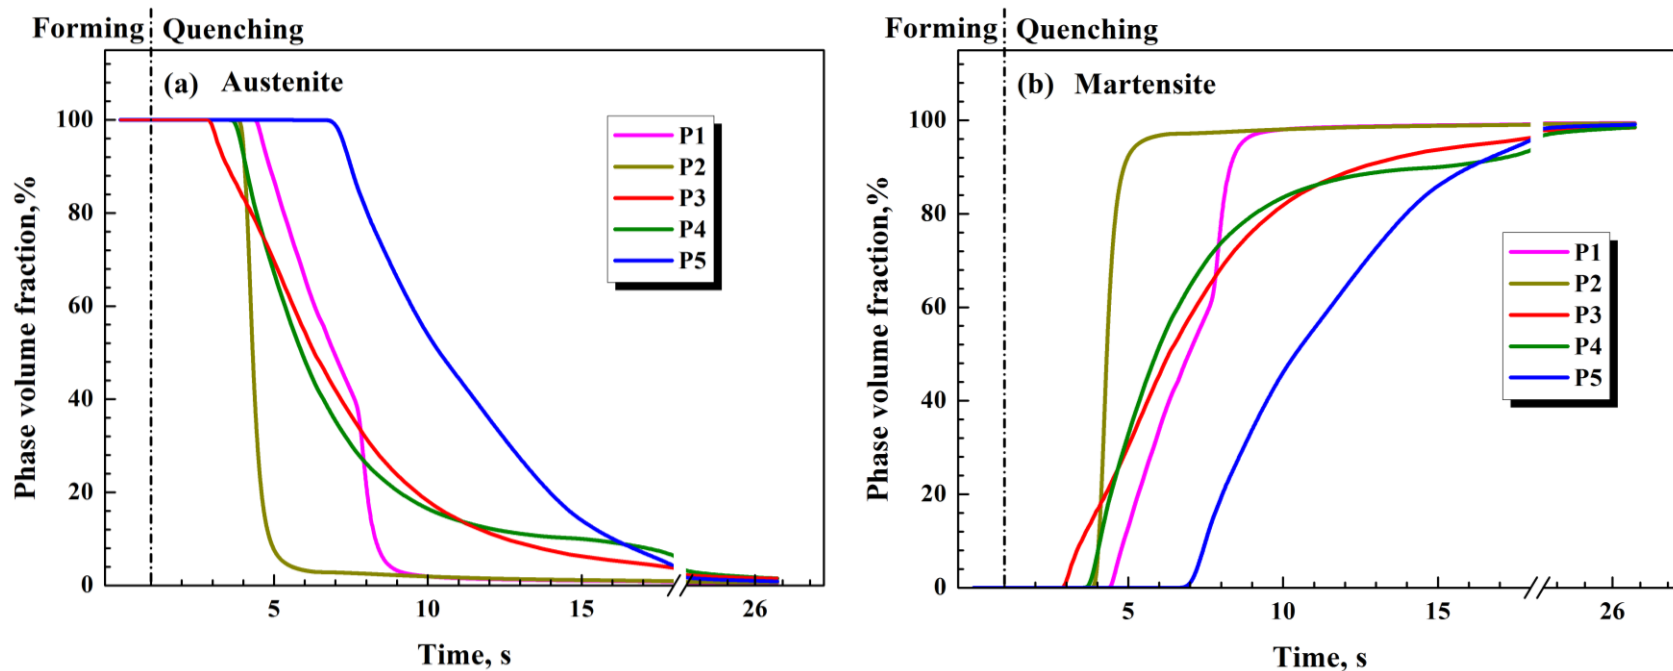 Forming Quenching
(a) Austenite
Phase volume fraction,%
100
80
60
40
20
0
5
10
15
26
Time, s
P1
P2
P3
P4
P5
Forming Quenching
(b) Martensite
Phase volume fraction,%
100
80
60
40
20
0
5
10
15
26
Time, s
P1
P2
P3
P4
P5